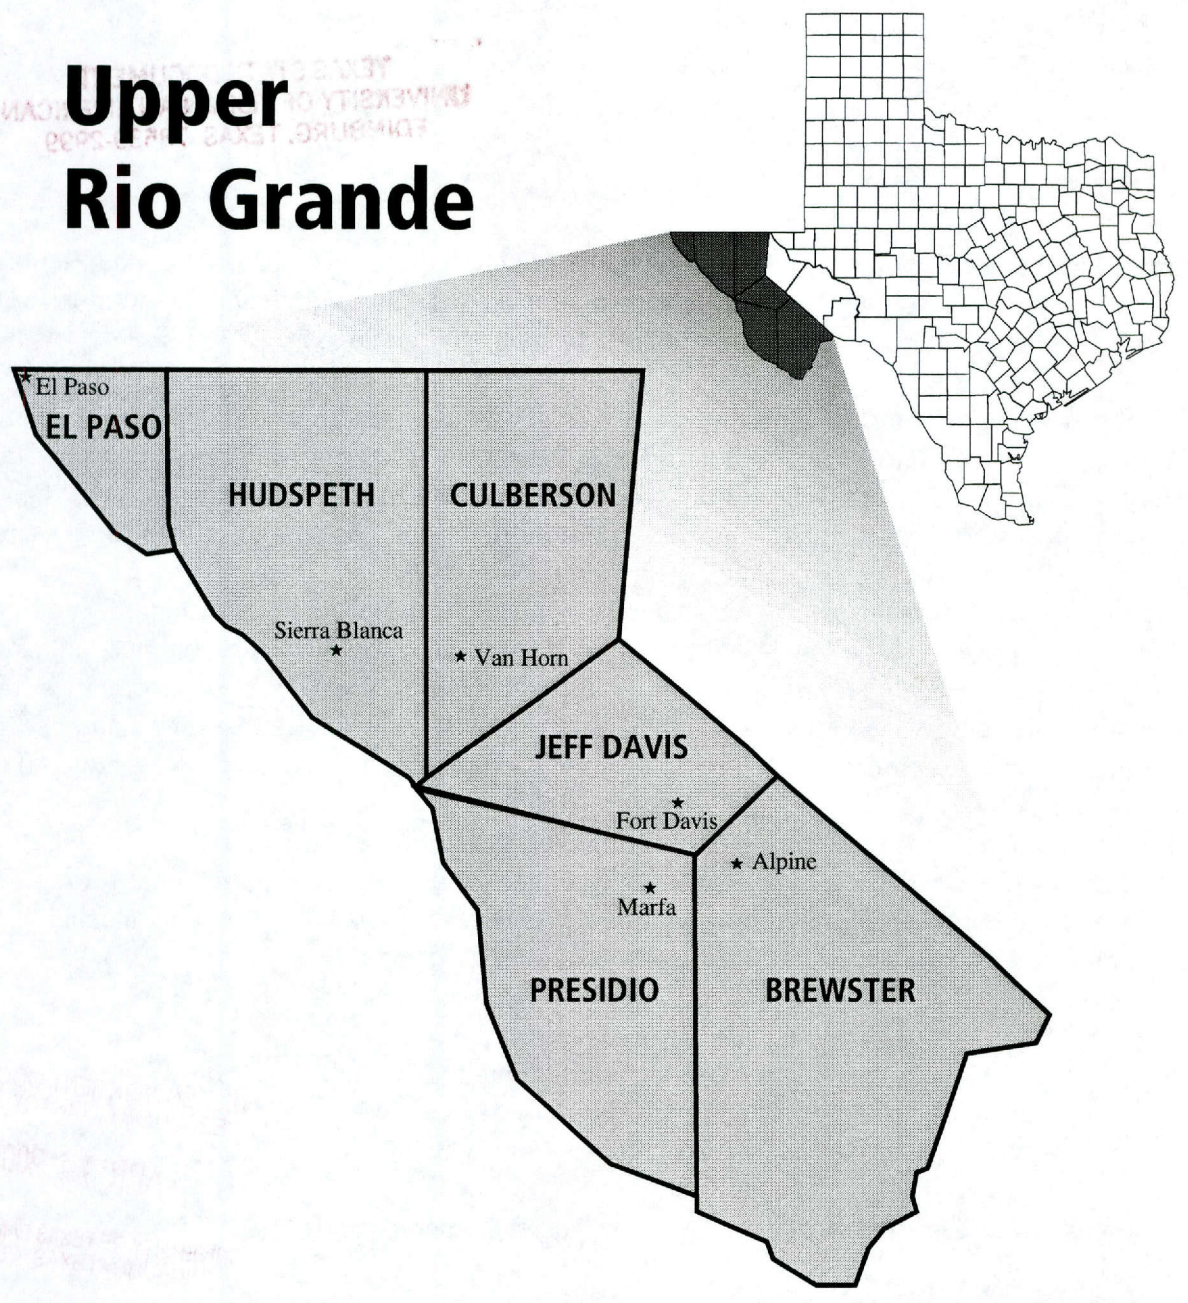 Upper
Rio Grande
El Paso
EL PASO
HUDSPETH
CULBERSON
Sierra Blanca
Van Horn
JEFF DAVIS
Fort Davis
Alpine
Marfa
PRESIDIO
BREWSTER